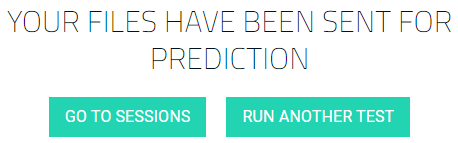 YOUR FILES HAVE BEEN SENT FOR
PREDICTION
GO TO SESSIONS
RUN ANOTHER TEST